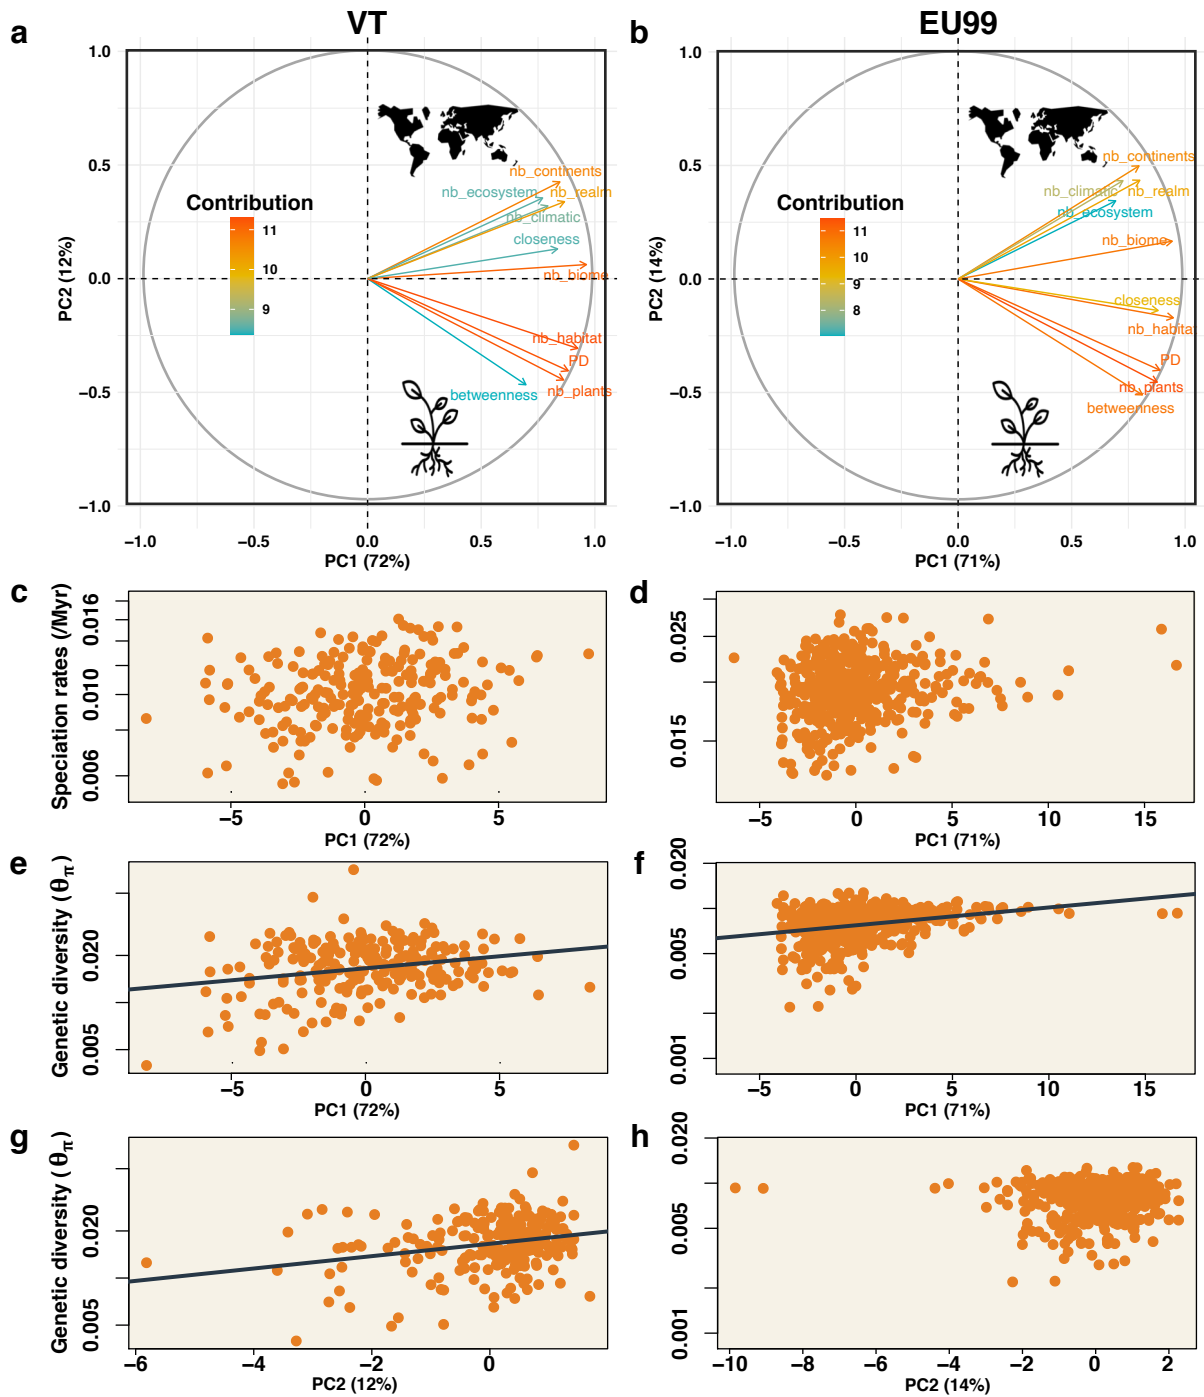 a
VT
b
EU99
1.0
0.5
0.0
−0.5
−1.0
PC2 (12%)
Contribution
11
10
9
nb_continents
nb_ecosystem
nb_realm
nb_climatic
closeness
nb_biome
nb_habitat
PD
nb_plants
betweenness
−1.0
−0.5
0.0
0.5
1.0
PC1 (72%)
1.0
0.5
0.0
−0.5
−1.0
PC2 (14%)
Contribution
11
10
9
8
nb_continents
nb_climatic
nb_realm
nb_ecosystem
nb_biome
closeness
nb_habitat
PD
nb_plants
betweenness
−1.0
−0.5
0.0
0.5
1.0
PC1 (71%)
c
Speciation rates (/Myr)
0.016
0.010
0.006
−5
0
5
PC1 (72%)
d
0.025
0.015
−5
0
5
10
15
PC1 (71%)
e
Genetic diversity (θπ)
0.020
0.005
−5
0
5
PC1 (72%)
f
0.020
0.005
0.001
−5
0
5
10
15
PC1 (71%)
g
Genetic diversity (θπ)
0.020
0.005
−6
−4
−2
0
PC2 (12%)
h
0.020
0.005
0.001
−10
−8
−6
−4
−2
0
2
PC2 (14%)